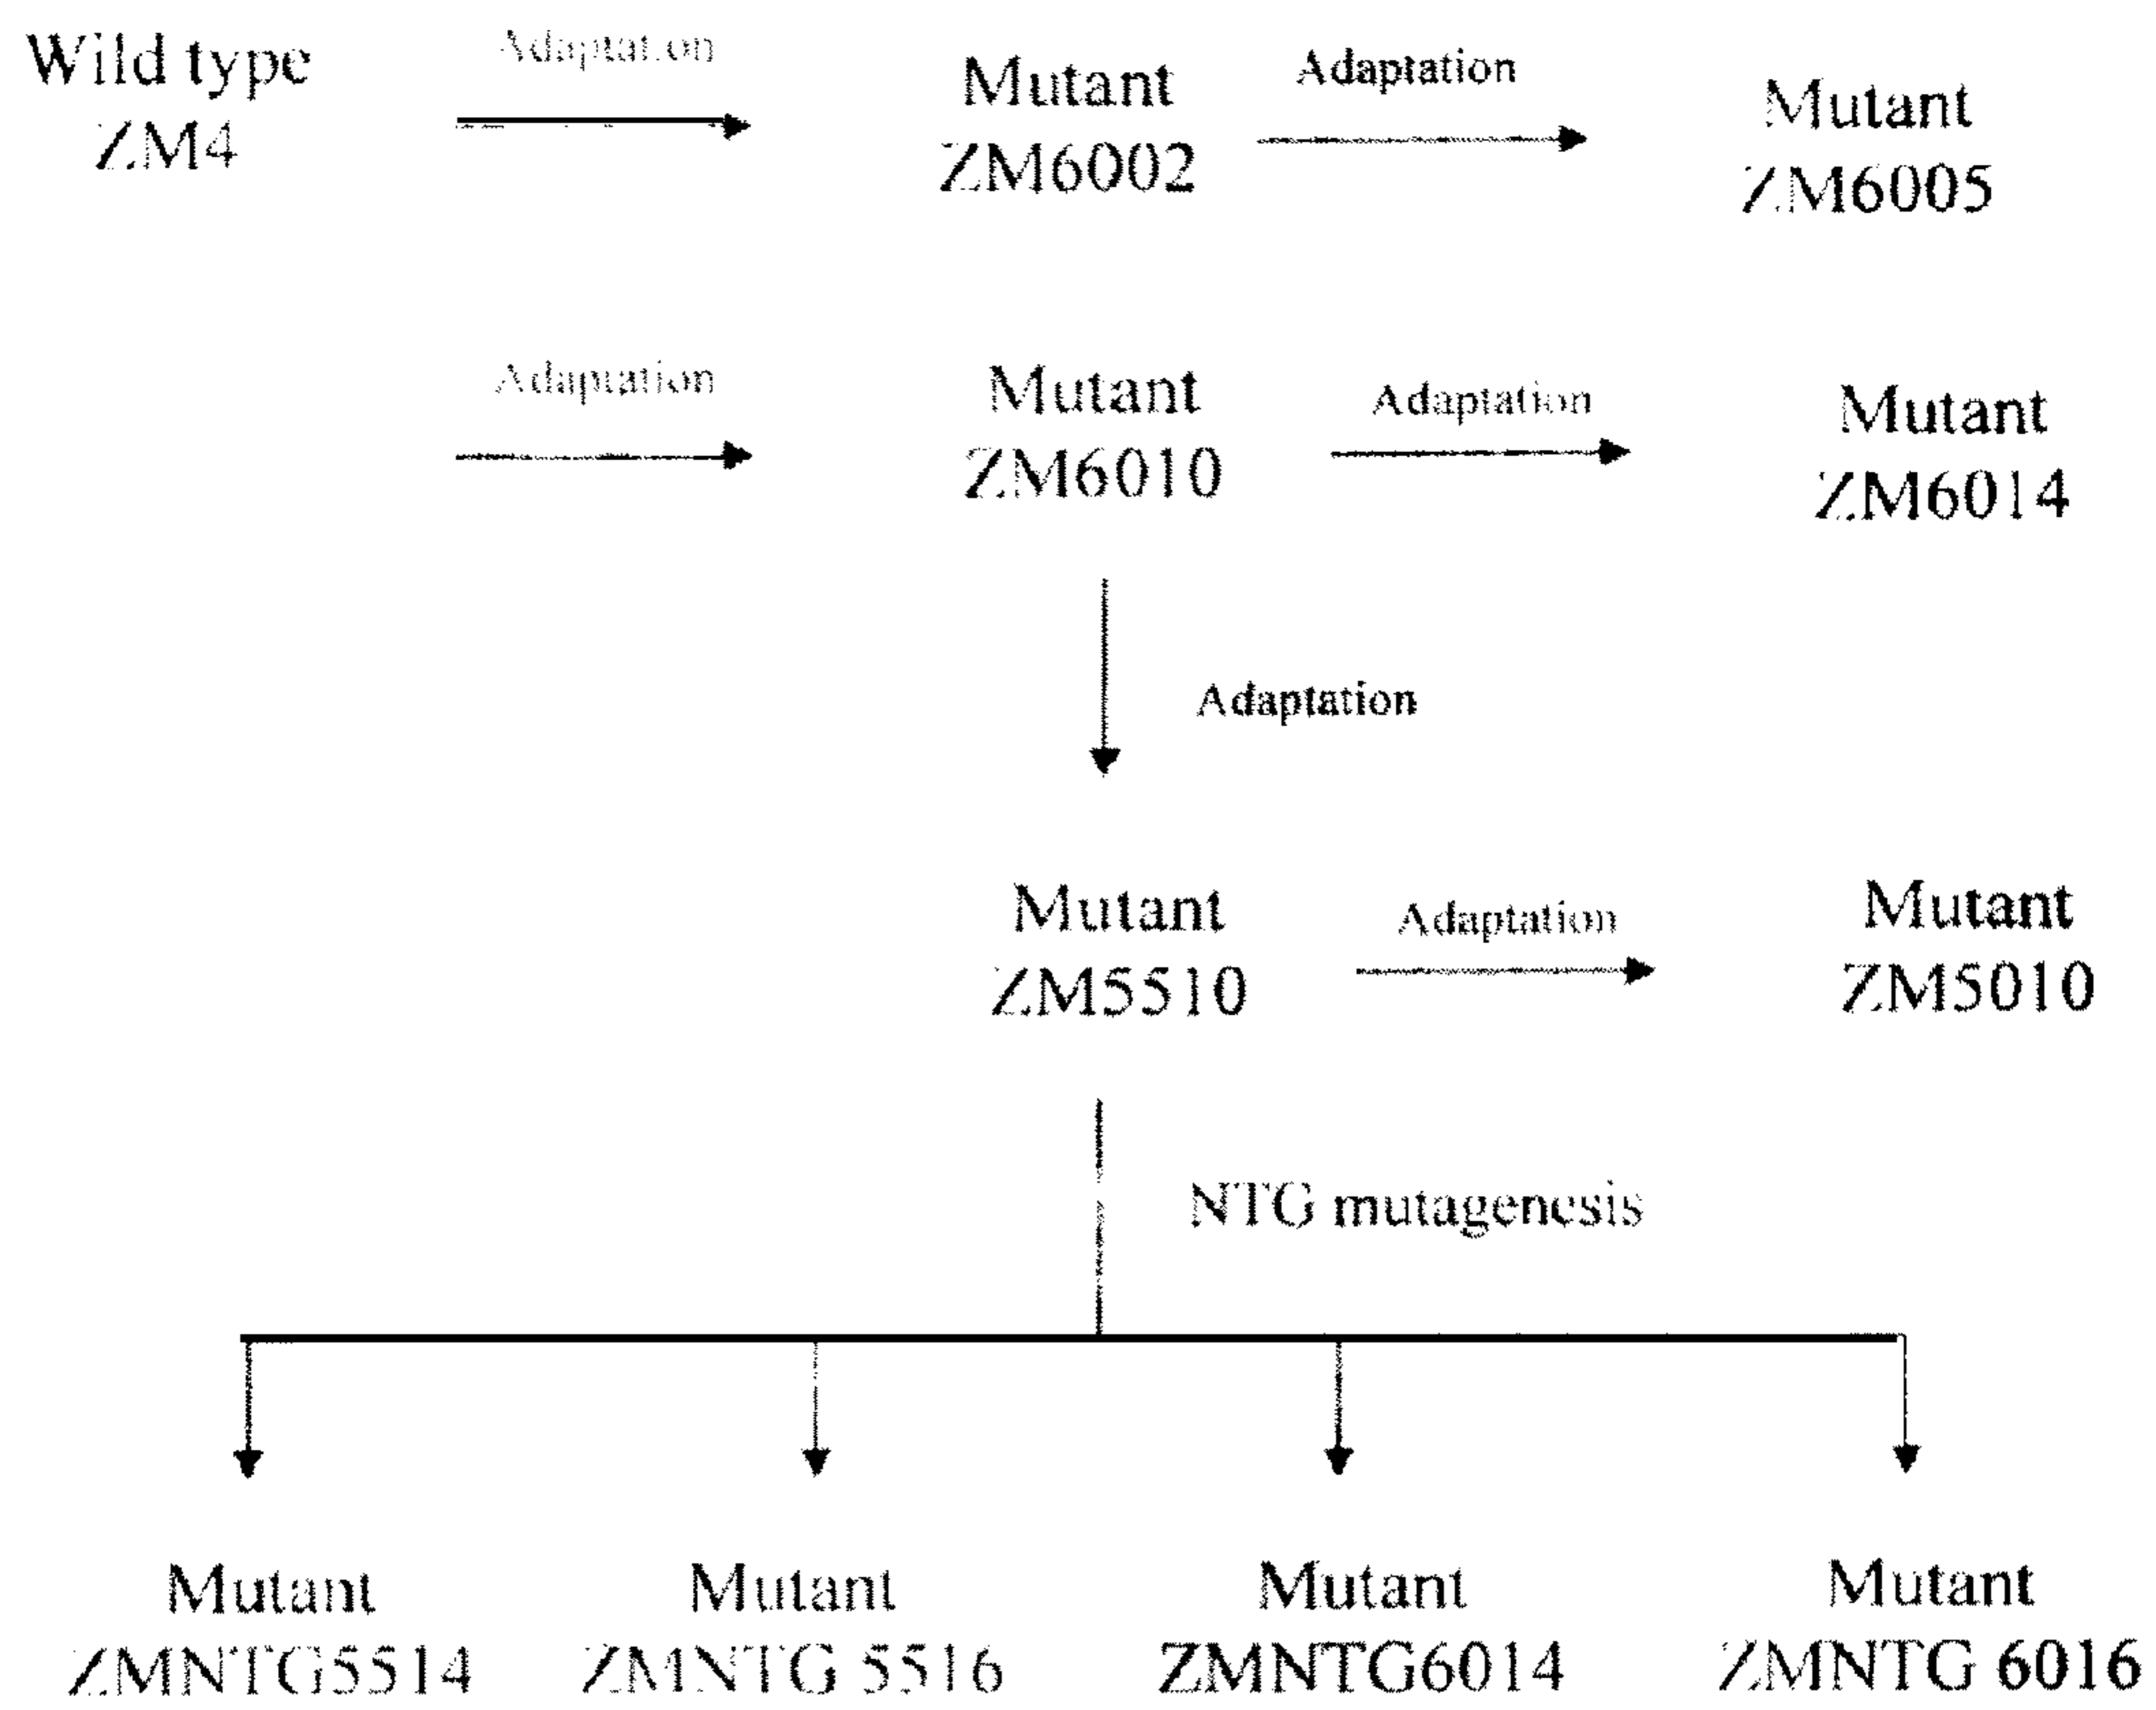 Wild type
ZM4
Adaptation
Mutant
ZM6002
Adaptation
Mutant
ZM6005
Adaptation
Mutant
ZM6010
Adaptation
Mutant
ZM6014
Adaptation
Mutant
ZM5510
Adaptation
Mutant
ZM5010
NTG mutagenesis
Mutant
ZMNTG5514
Mutant
ZMNTG 5516
Mutant
ZMNTG6014
Mutant
ZMNTG 6016